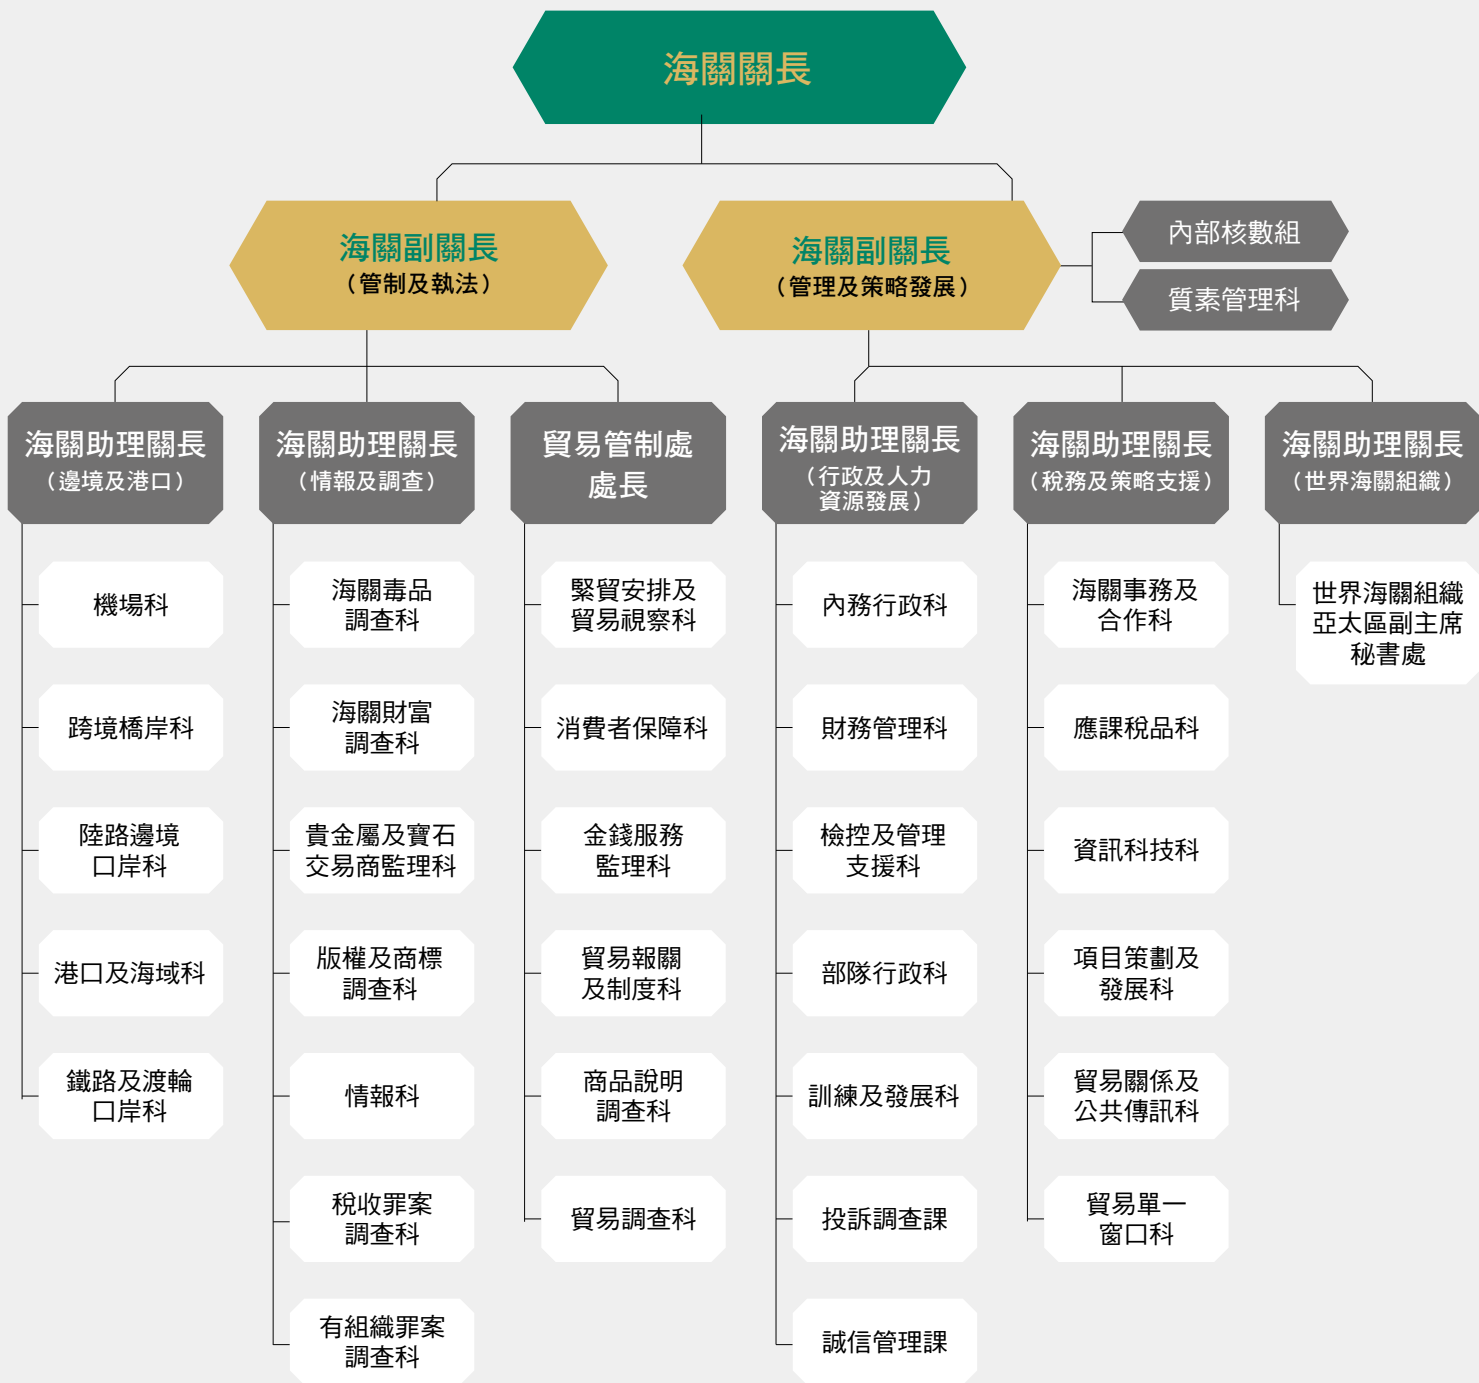 海關關長
海關副關長
（管制及執法）
海關副關長
（管理及策略發展）
內部核數組
質素管理科
海關助理關長
（邊境及港口）
機場科
跨境橋岸科
陸路邊境
口岸科
港口及海域科
鐵路及渡輪
口岸科
海關助理關長
（情報及調查）
海關毒品
調查科
海關財富
調查科
貴金屬及寶石
交易商監理科
版權及商標
調查科
情報科
稅收罪案
調查科
有組織罪案
調查科
貿易管制處
處長
緊貿安排及
貿易視察科
消費者保障科
金錢服務
監理科
貿易報關
及制度科
商品說明
調查科
貿易調查科
海關助理關長
（行政及人力
資源發展）
內務行政科
財務管理科
檢控及管理
支援科
部隊行政科
訓練及發展科
投訴調查課
誠信管理課
海關助理關長
（稅務及策略支援）
海關事務及
合作科
應課稅品科
資訊科技科
項目策劃及
發展科
貿易關係及
公共傳訊科
貿易單一
窗口科
海關助理關長
（世界海關組織）
世界海關組織
亞太區副主席
秘書處